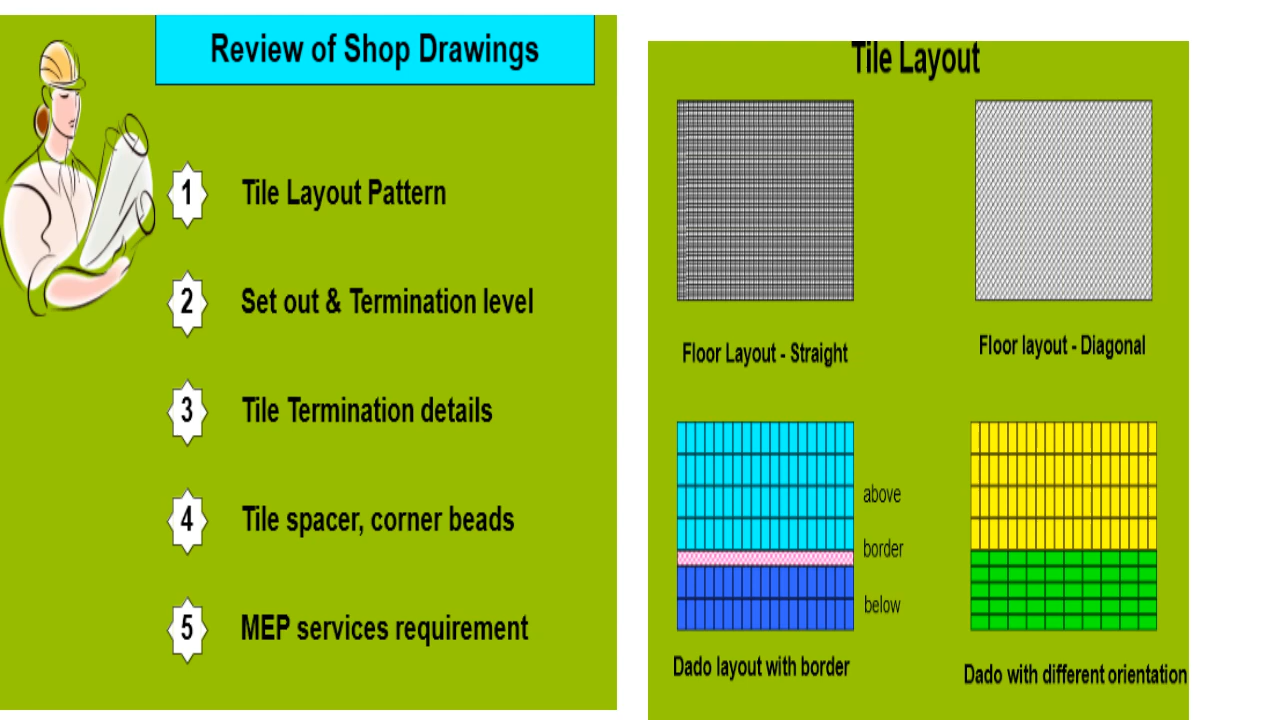 Review of Shop Drawings
1 Tile Layout Pattern
2 Set out & Termination level
3 Tile Termination details
4 Tile spacer, corner beads
5 MEP services requirement
Tile Layout
Floor Layout - Straight
Floor layout - Diagonal
above
border
below
Dado layout with border
Dado with different orientation